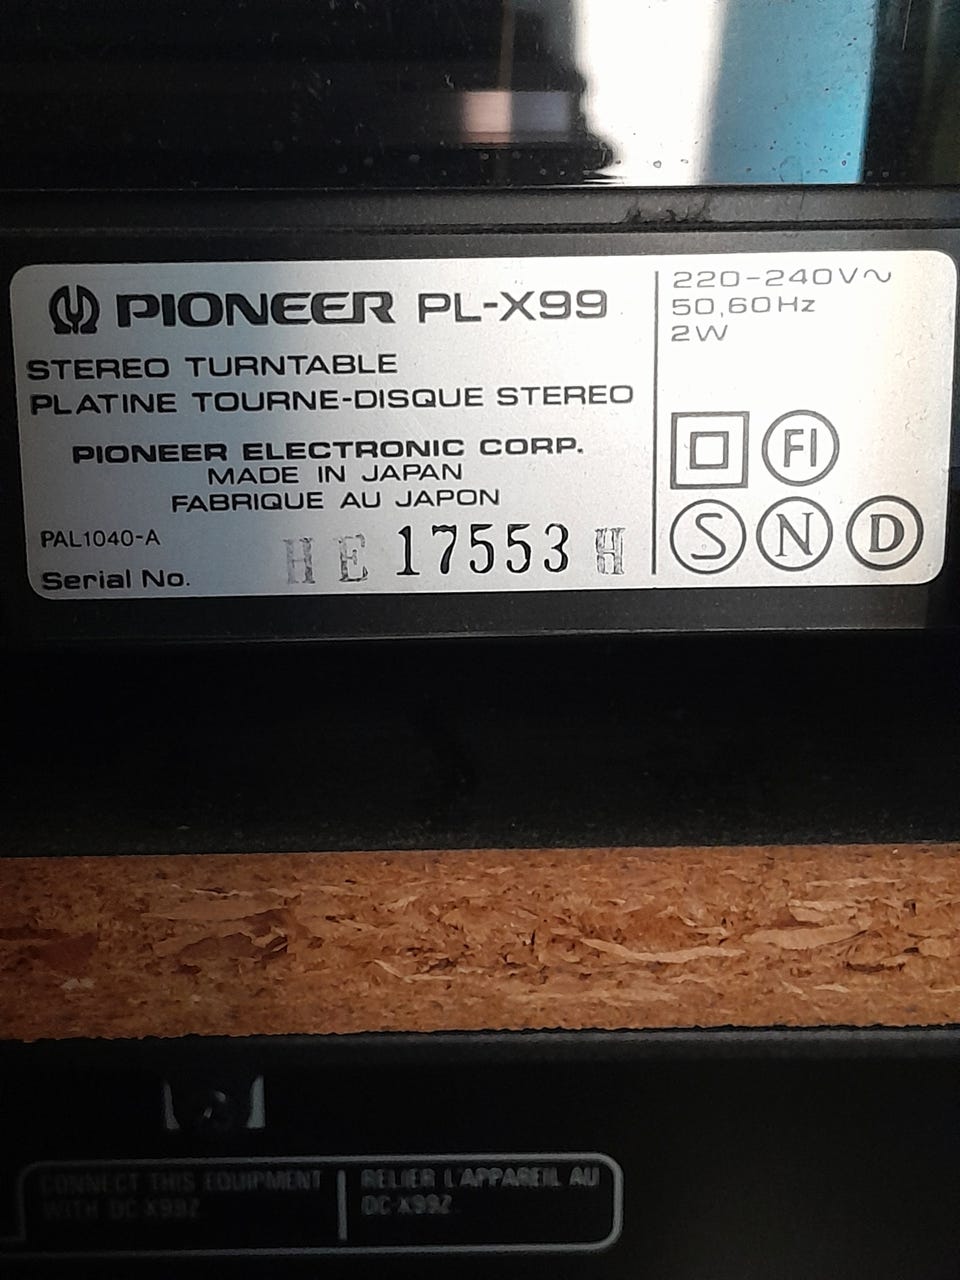 PIONEER PL-X99
STEREO TURNTABLE
PLATINE TOURNE-DISQUE STEREO
PIONEER ELECTRONIC CORP.
MADE IN JAPAN
FABRIQUE AU JAPON
PAL1040-A
Serial No. HE 17553 H
220-240V~
50,60Hz
2W
FI
S N D
CONNECT THIS EQUIPMENT
WITH DC-X99Z
RELIER L'APPAREIL AU
DC-X99Z.